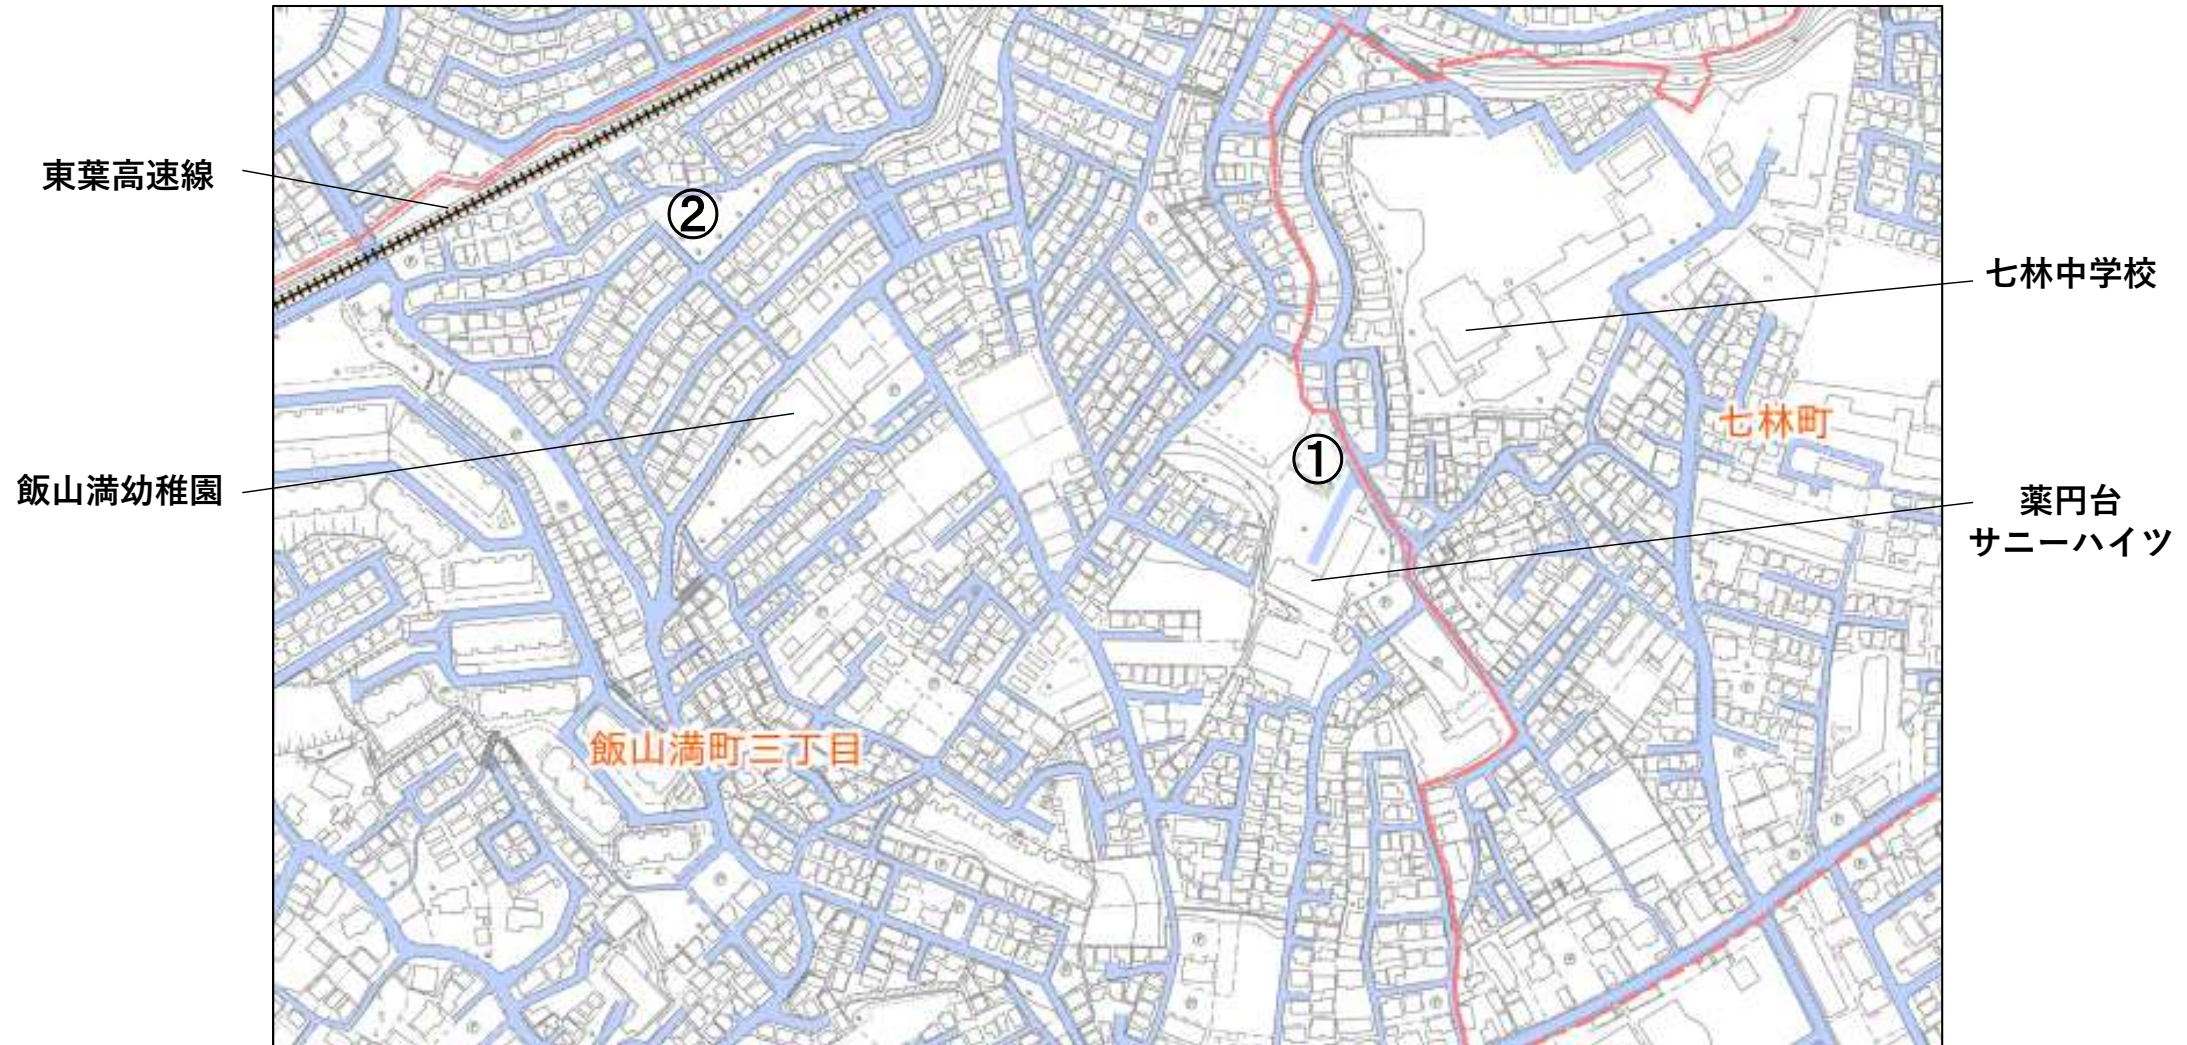 東葉高速線
②
七林中学校
七林町
①
飯山満幼稚園
薬円台
サニーハイツ
飯山満町三丁目